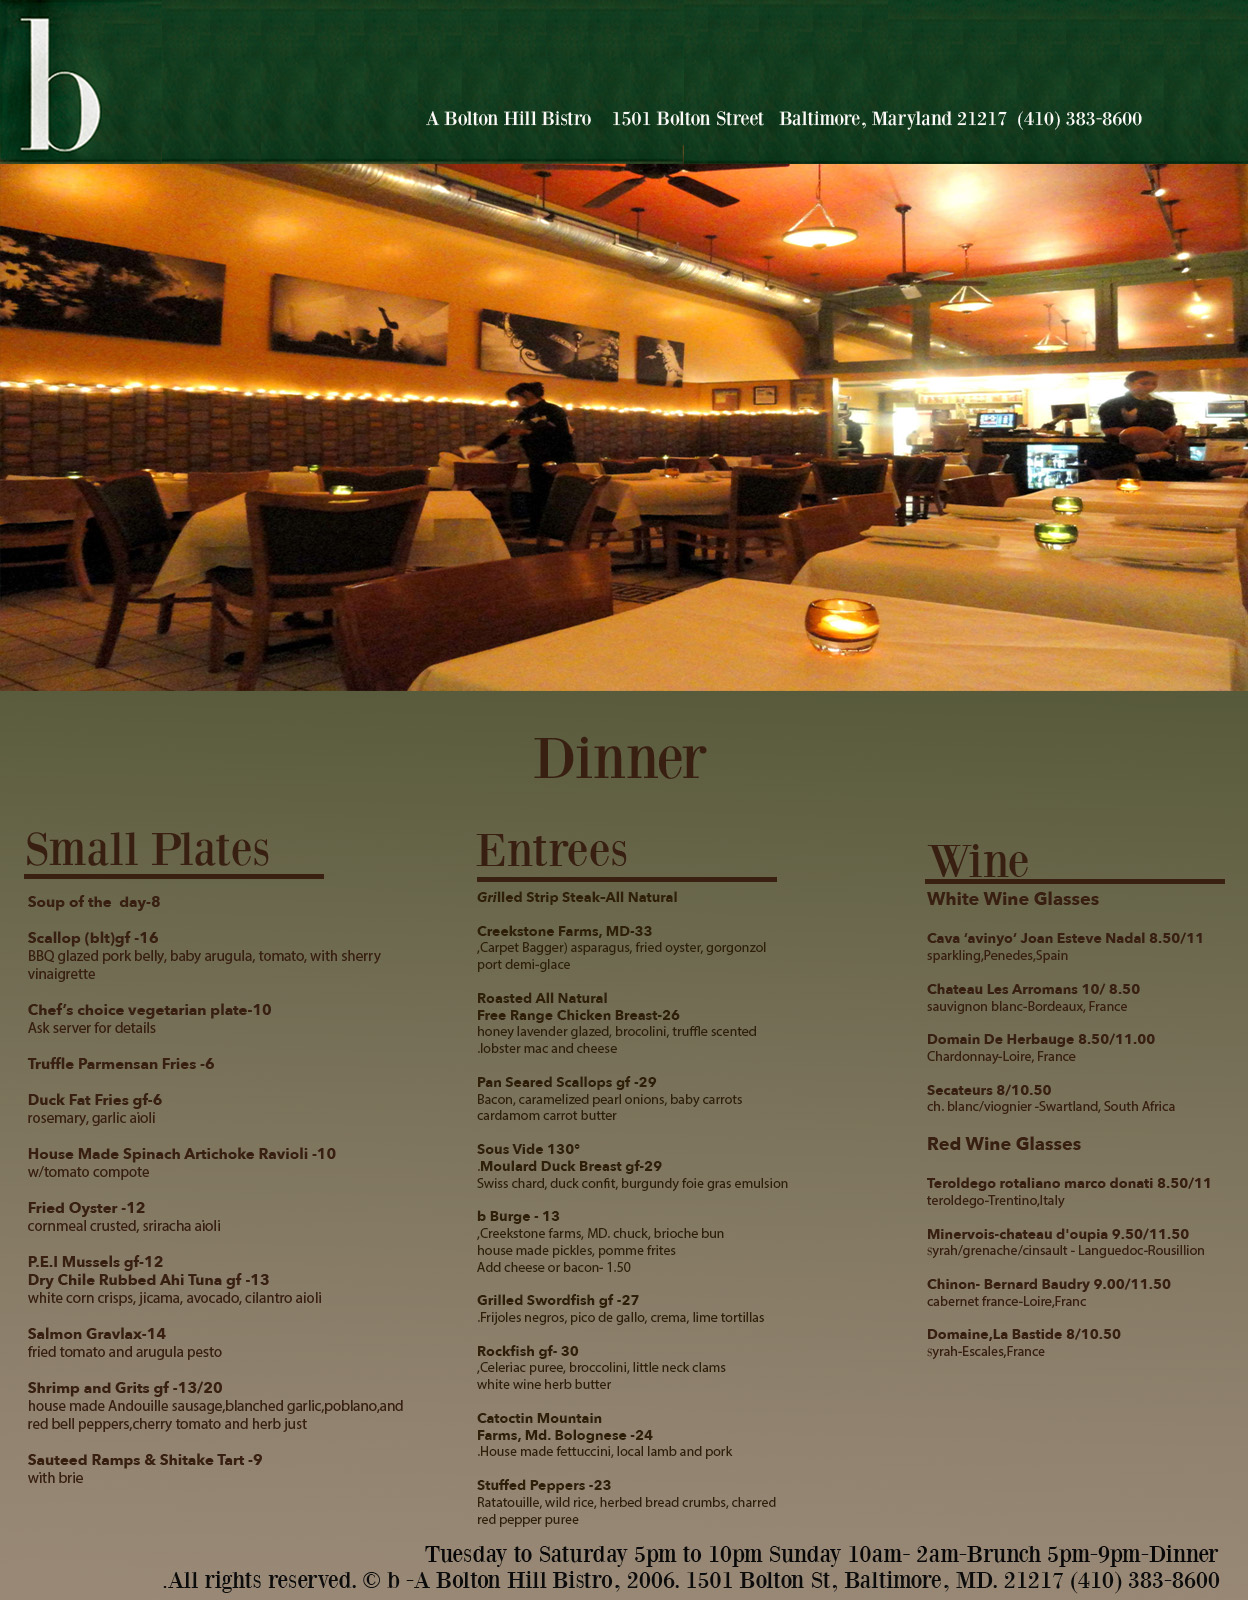 b
A Bolton Hill Bistro 1501 Bolton Street Baltimore, Maryland 21217 (410) 383-8600
Dinner
Small Plates
Soup of the day-8
Scallop (blt)gf -16
BBQ glazed pork belly, baby arugula, tomato, with sherry
vinaigrette
Chef's choice vegetarian plate-10
Ask server for details
Truffle Parmensan Fries -6
Duck Fat Fries gf-6
rosemary, garlic aioli
House Made Spinach Artichoke Ravioli -10
w/tomato compote
Fried Oyster -12
cornmeal crusted, sriracha aioli
P.E.I Mussels gf-12
Dry Chile Rubbed Ahi Tuna gf -13
white corn crisps, jicama, avocado, cilantro aioli
Salmon Gravlax-14
fried tomato and arugula pesto
Shrimp and Grits gf -13/20
house made Andouille sausage,blanched garlic,poblano,and
red bell peppers,cherry tomato and herb just
Sauteed Ramps & Shitake Tart -9
with brie
Entrees
Grilled Strip Steak-All Natural
Creekstone Farms, MD-33
,Carpet Bagger) asparagus, fried oyster, gorgonzol
port demi-glace
Roasted All Natural
Free Range Chicken Breast-26
honey lavender glazed, brocolini, truffle scented
.lobster mac and cheese
Pan Seared Scallops gf -29
Bacon, caramelized pearl onions, baby carrots
cardamom carrot butter
Sous Vide 130°
.Moulard Duck Breast gf-29
Swiss chard, duck confit, burgundy foie gras emulsion
b Burge - 13
,Creekstone farms, MD. chuck, brioche bun
house made pickles, pomme frites
Add cheese or bacon- 1.50
Grilled Swordfish gf -27
.Frijoles negros, pico de gallo, crema, lime tortillas
Rockfish gf- 30
,Celeriac puree, broccolini, little neck clams
white wine herb butter
Catoctin Mountain
Farms, Md. Bolognese -24
.House made fettuccini, local lamb and pork
Stuffed Peppers -23
Ratatouille, wild rice, herbed bread crumbs, charred
red pepper puree
Wine
White Wine Glasses
Cava 'avinyo' Joan Esteve Nadal 8.50/11
sparkling,Penedes,Spain
Chateau Les Arromans 10/ 8.50
sauvignon blanc-Bordeaux, France
Domain De Herbauge 8.50/11.00
Chardonnay-Loire, France
Secateurs 8/10.50
ch. blanc/viognier -Swartland, South Africa
Red Wine Glasses
Teroldego rotaliano marco donati 8.50/11
teroldego-Trentino,Italy
Minervois-chateau d'oupia 9.50/11.50
syrah/grenache/cinsault - Languedoc-Rousillion
Chinon- Bernard Baudry 9.00/11.50
cabernet france-Loire,Franc
Domaine,La Bastide 8/10.50
syrah-Escales,France
Tuesday to Saturday 5pm to 10pm Sunday 10am- 2am-Brunch 5pm-9pm-Dinner
.All rights reserved. © b -A Bolton Hill Bistro, 2006. 1501 Bolton St, Baltimore, MD. 21217 (410) 383-8600